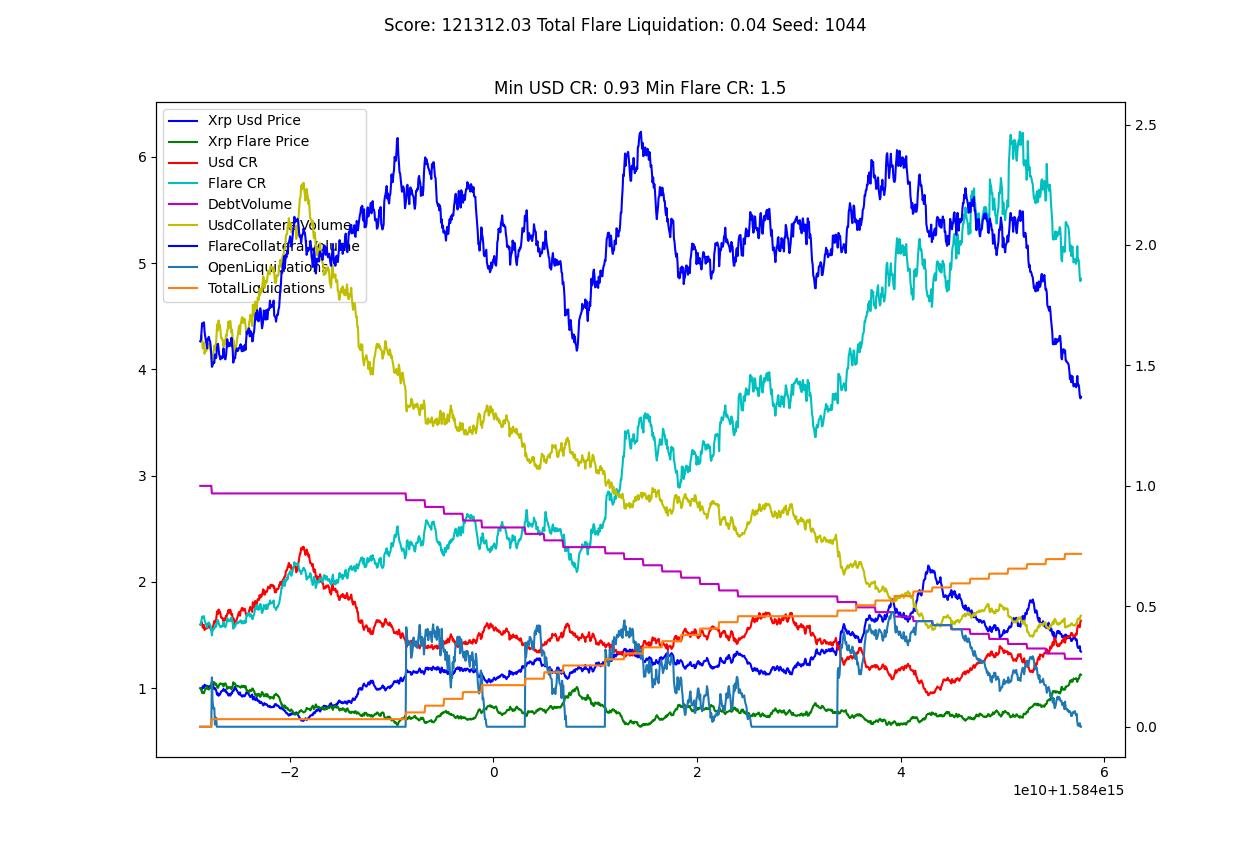 Score: 121312.03 Total Flare Liquidation: 0.04 Seed: 1044
Min USD CR: 0.93 Min Flare CR: 1.5
Xrp Usd Price
Xrp Flare Price
Usd CR
Flare CR
DebtVolume
UsdCollateralVolume
FlareCollateralVolume
OpenLiquidations
TotalLiquidations
6
5
4
3
2
1
2.5
2.0
1.5
1.0
0.5
0.0
−2
0
2
4
6
1e10+1.584e15